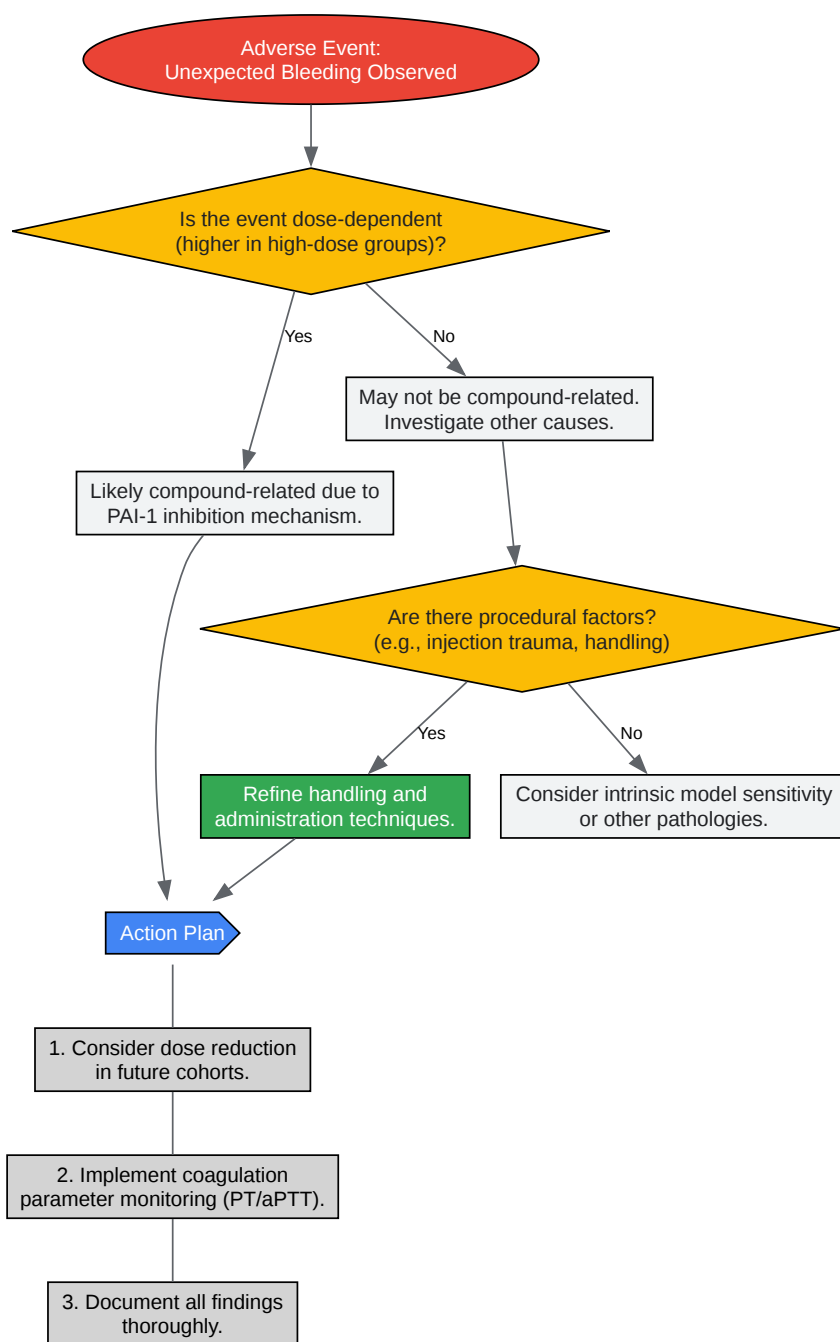 Adverse Event:
Unexpected Bleeding Observed
Is the event dose-dependent
(higher in high-dose groups)?
Yes
No
May not be compound-related.
Investigate other causes.
Likely compound-related due to
PAI-1 inhibition mechanism.
Are there procedural factors?
(e.g., injection trauma, handling)
Yes
No
Refine handling and
administration techniques.
Consider intrinsic model sensitivity
or other pathologies.
Action Plan
1. Consider dose reduction
in future cohorts.
2. Implement coagulation
parameter monitoring (PT/aPTT).
3. Document all findings
thoroughly.